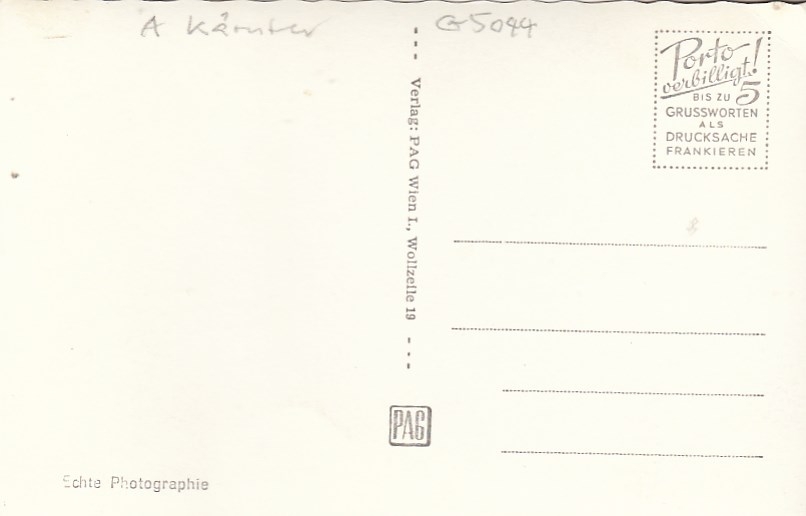 A Kärnten
G5044
Porto
verbilligt!
BIS ZU 5
GRUSSWORTEN
ALS
DRUCKSACHE
FRANKIEREN
Verlag: PAG Wien I., Wollzeile 19
PAG
Echte Photographie